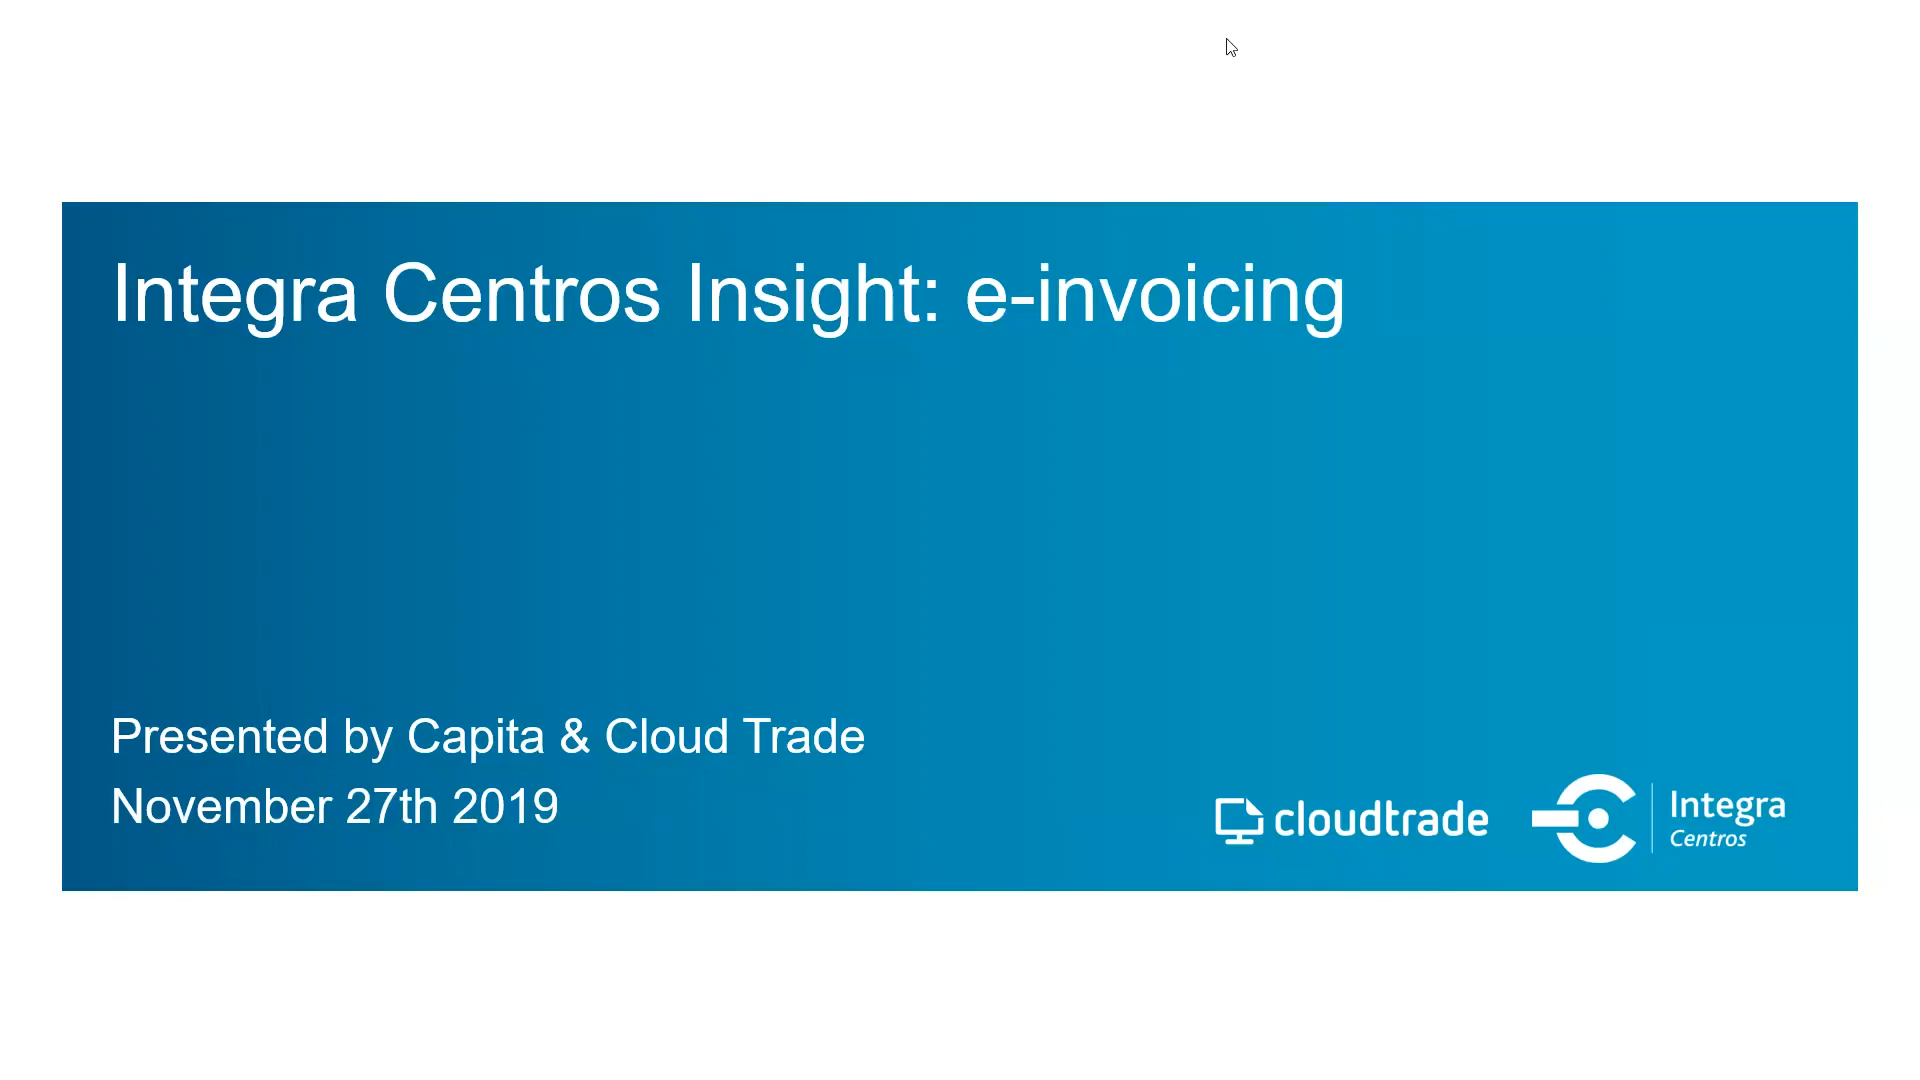 Integra Centros Insight: e-invoicing
Presented by Capita & Cloud Trade
November 27th 2019
cloudtrade
Integra
Centros